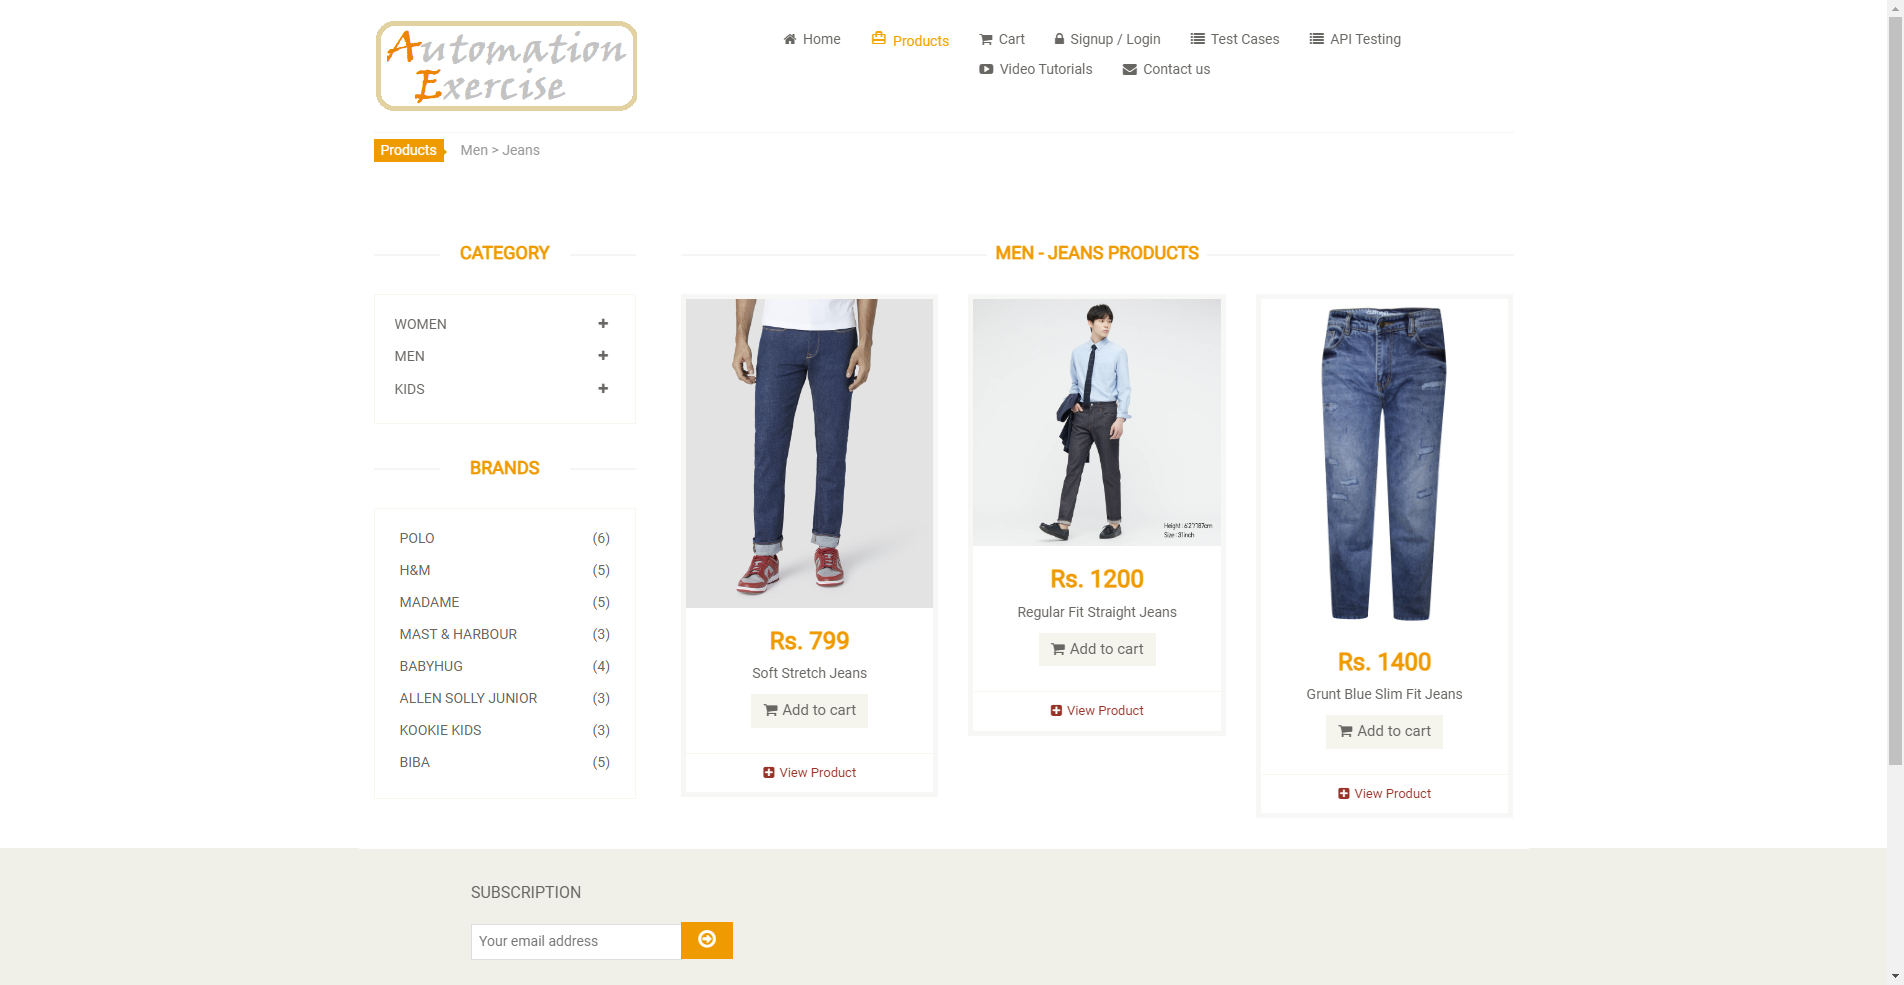 Automation
Exercise
Home
Products
Cart
Signup / Login
Test Cases
API Testing
Video Tutorials
Contact us
Products
Men > Jeans
CATEGORY
WOMEN
MEN
KIDS
BRANDS
POLO (6)
H&M (5)
MADAME (5)
MAST & HARBOUR (3)
BABYHUG (4)
ALLEN SOLLY JUNIOR (3)
KOOKIE KIDS (3)
BIBA (5)
MEN - JEANS PRODUCTS
Rs. 799
Soft Stretch Jeans
Add to cart
View Product
Height : 6'2"/187cm
Size : 31inch
Rs. 1200
Regular Fit Straight Jeans
Add to cart
View Product
Rs. 1400
Grunt Blue Slim Fit Jeans
Add to cart
View Product
SUBSCRIPTION
Your email address